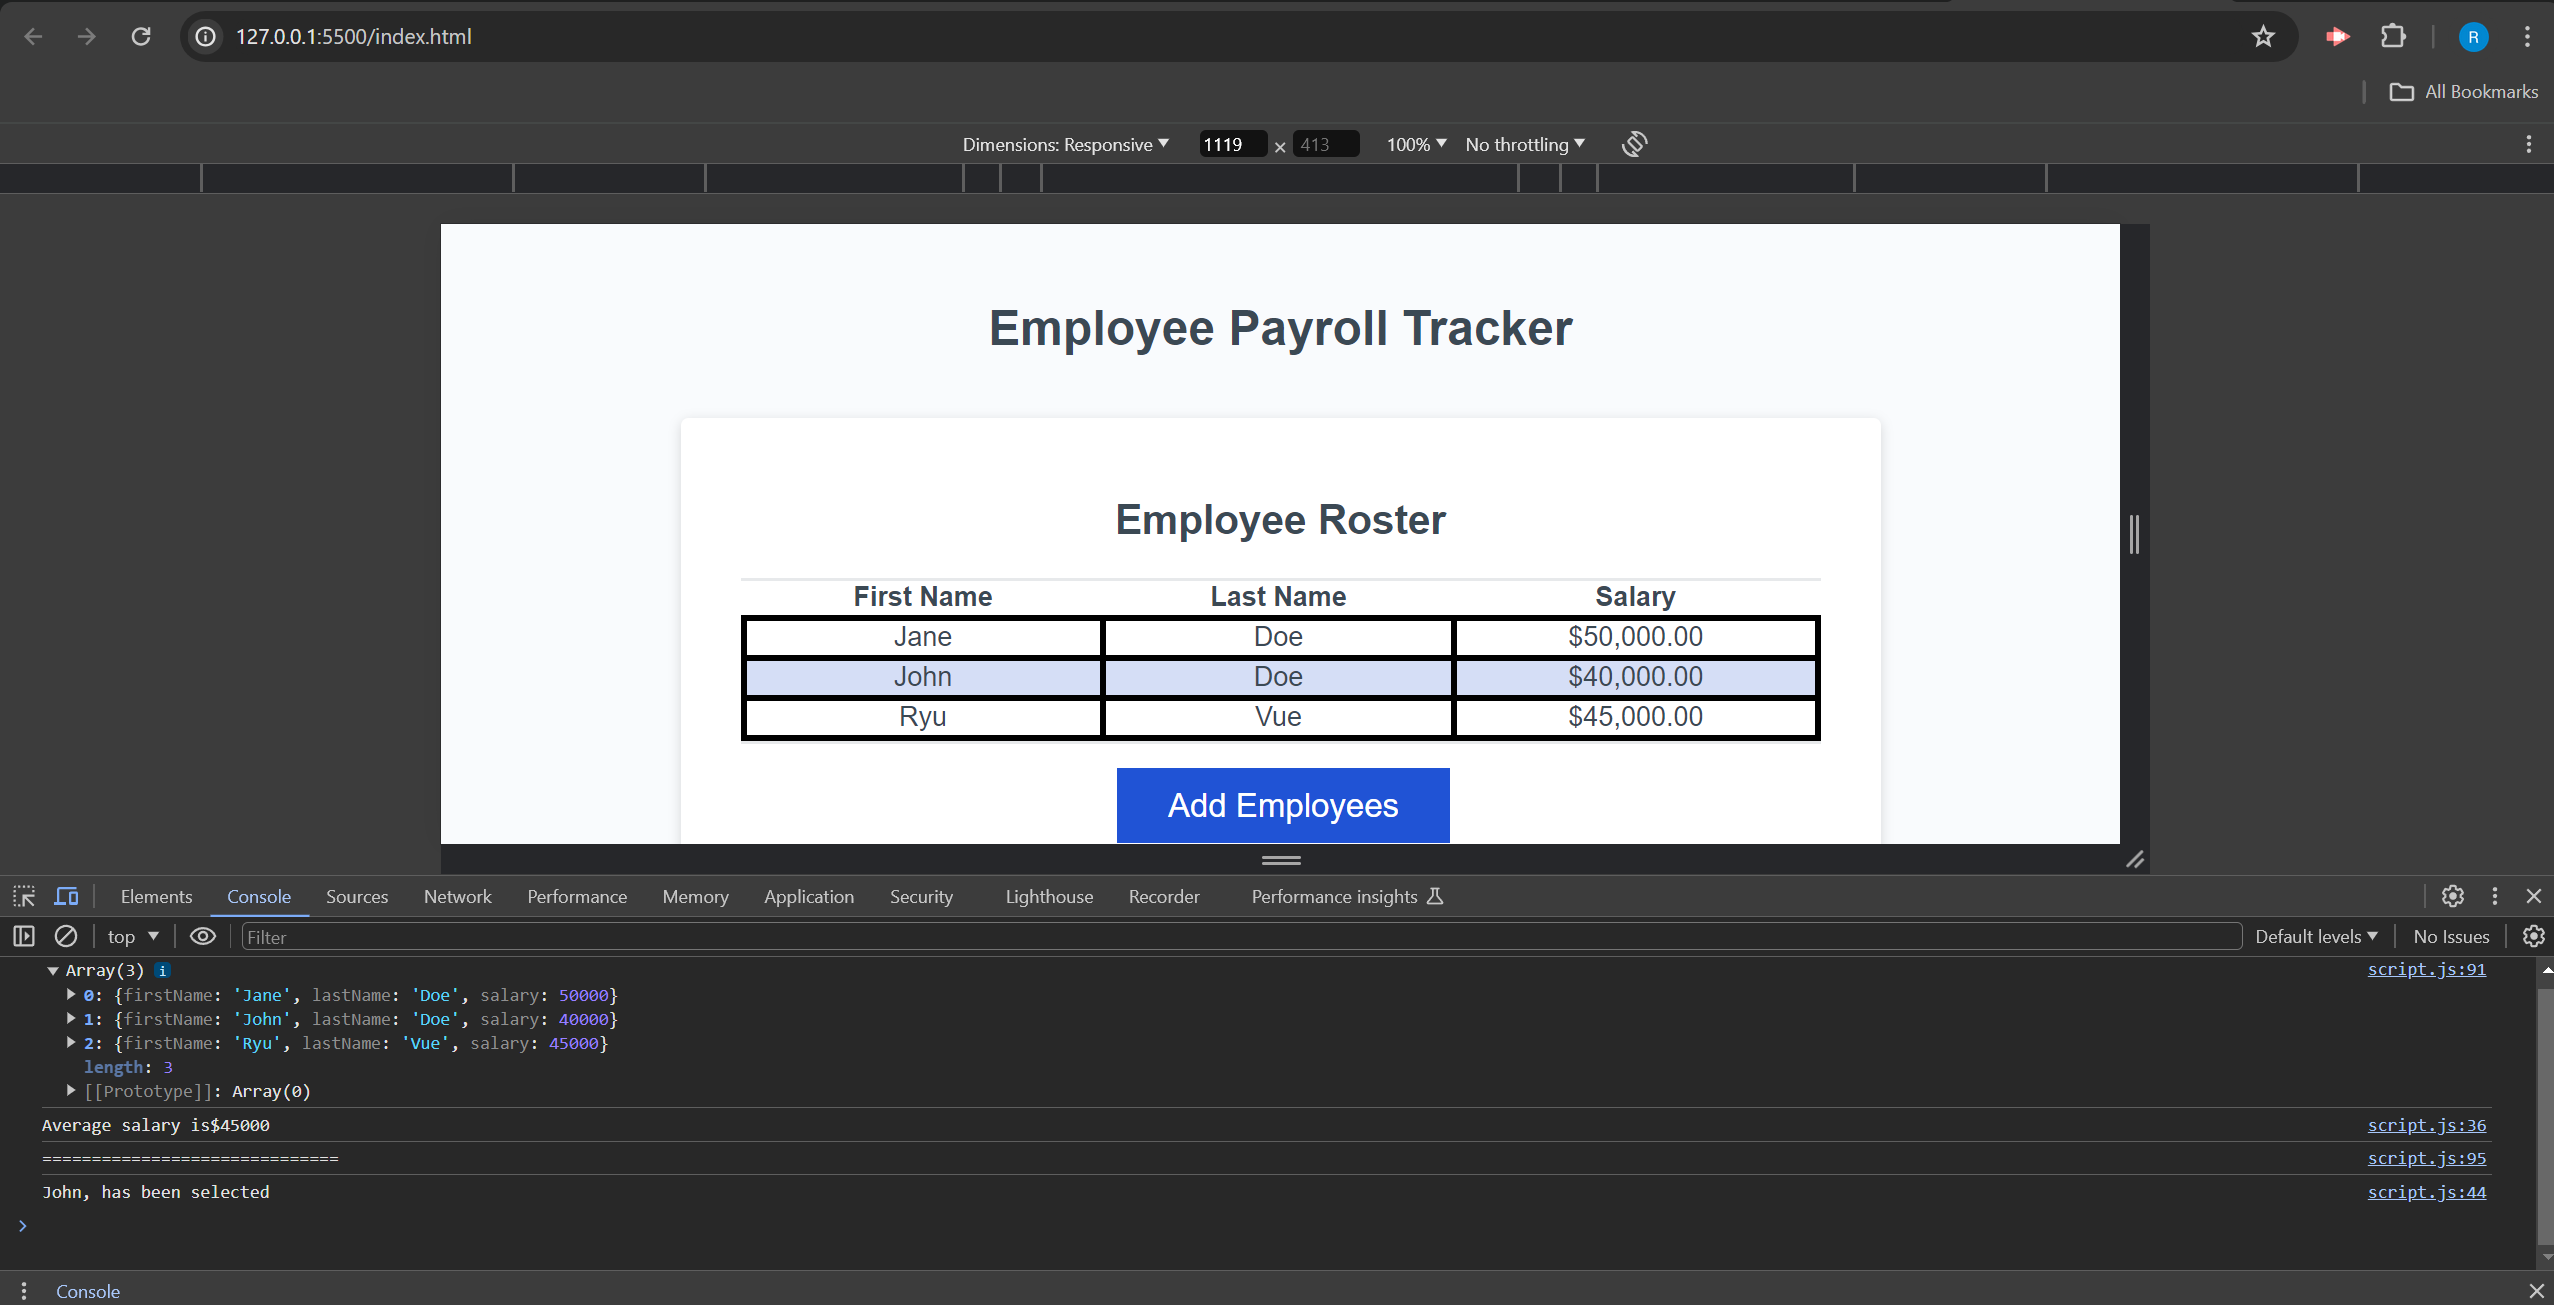 127.0.0.1:5500/index.html
R
All Bookmarks
Dimensions: Responsive 1119 × 413 100% No throttling
Employee Payroll Tracker
Employee Roster
First Name Last Name Salary
Jane Doe $50,000.00
John Doe $40,000.00
Ryu Vue $45,000.00
Add Employees
Elements Console Sources Network Performance Memory Application Security Lighthouse Recorder Performance insights
top Filter Default levels No Issues
Array(3) i script.js:91
0: {firstName: 'Jane', lastName: 'Doe', salary: 50000}
1: {firstName: 'John', lastName: 'Doe', salary: 40000}
2: {firstName: 'Ryu', lastName: 'Vue', salary: 45000}
length: 3
[[Prototype]]: Array(0)
Average salary is$45000 script.js:36
============================== script.js:95
John, has been selected script.js:44
>
Console